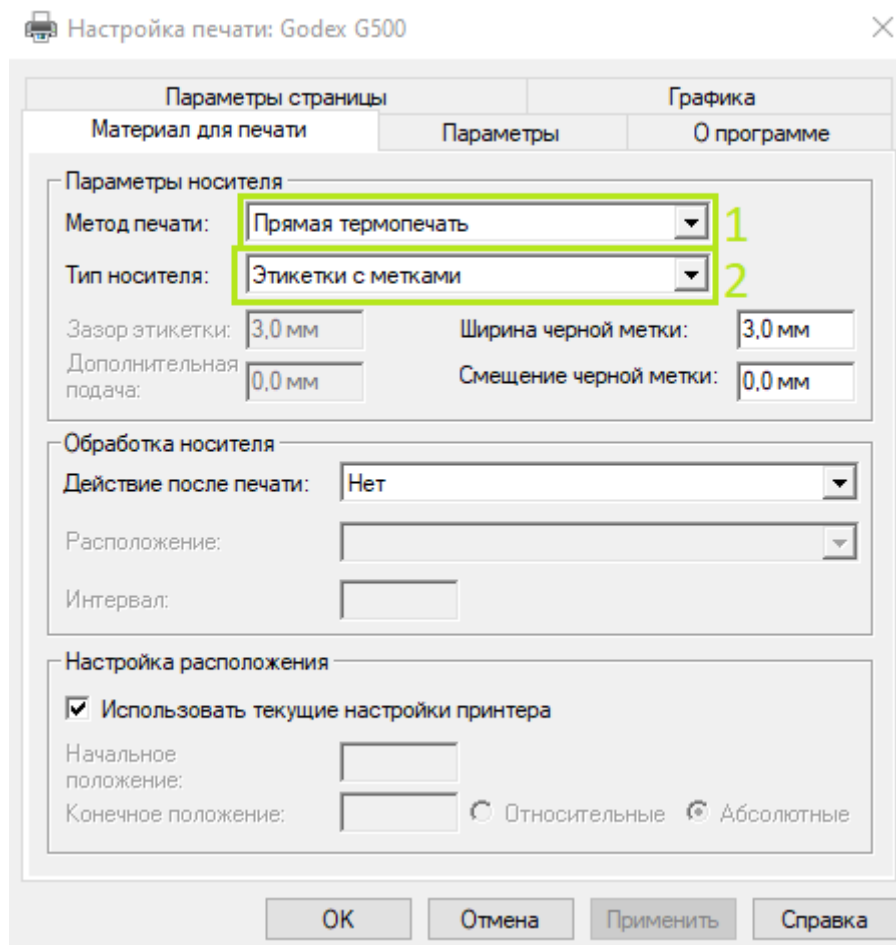 Настройка печати: Godex G500
Параметры страницы
Графика
Материал для печати
Параметры
О программе
Параметры носителя
Метод печати: Прямая термопечать 1
Тип носителя: Этикетки с метками 2
Зазор этикетки: 3,0 мм Ширина черной метки: 3,0 мм
Дополнительная
подача: 0,0 мм Смещение черной метки: 0,0 мм
Обработка носителя
Действие после печати: Нет
Расположение:
Интервал:
Настройка расположения
Использовать текущие настройки принтера
Начальное
положение:
Конечное положение: Относительные Абсолютные
OK Отмена Применить Справка